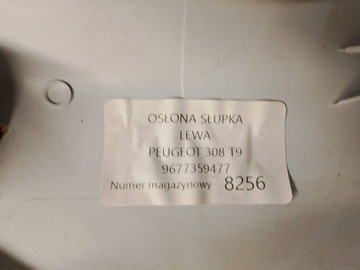 OSŁONA SŁUPKA
LEWA
PEUGEOT 308 T9
9677359477
Numer magazynowy 8256